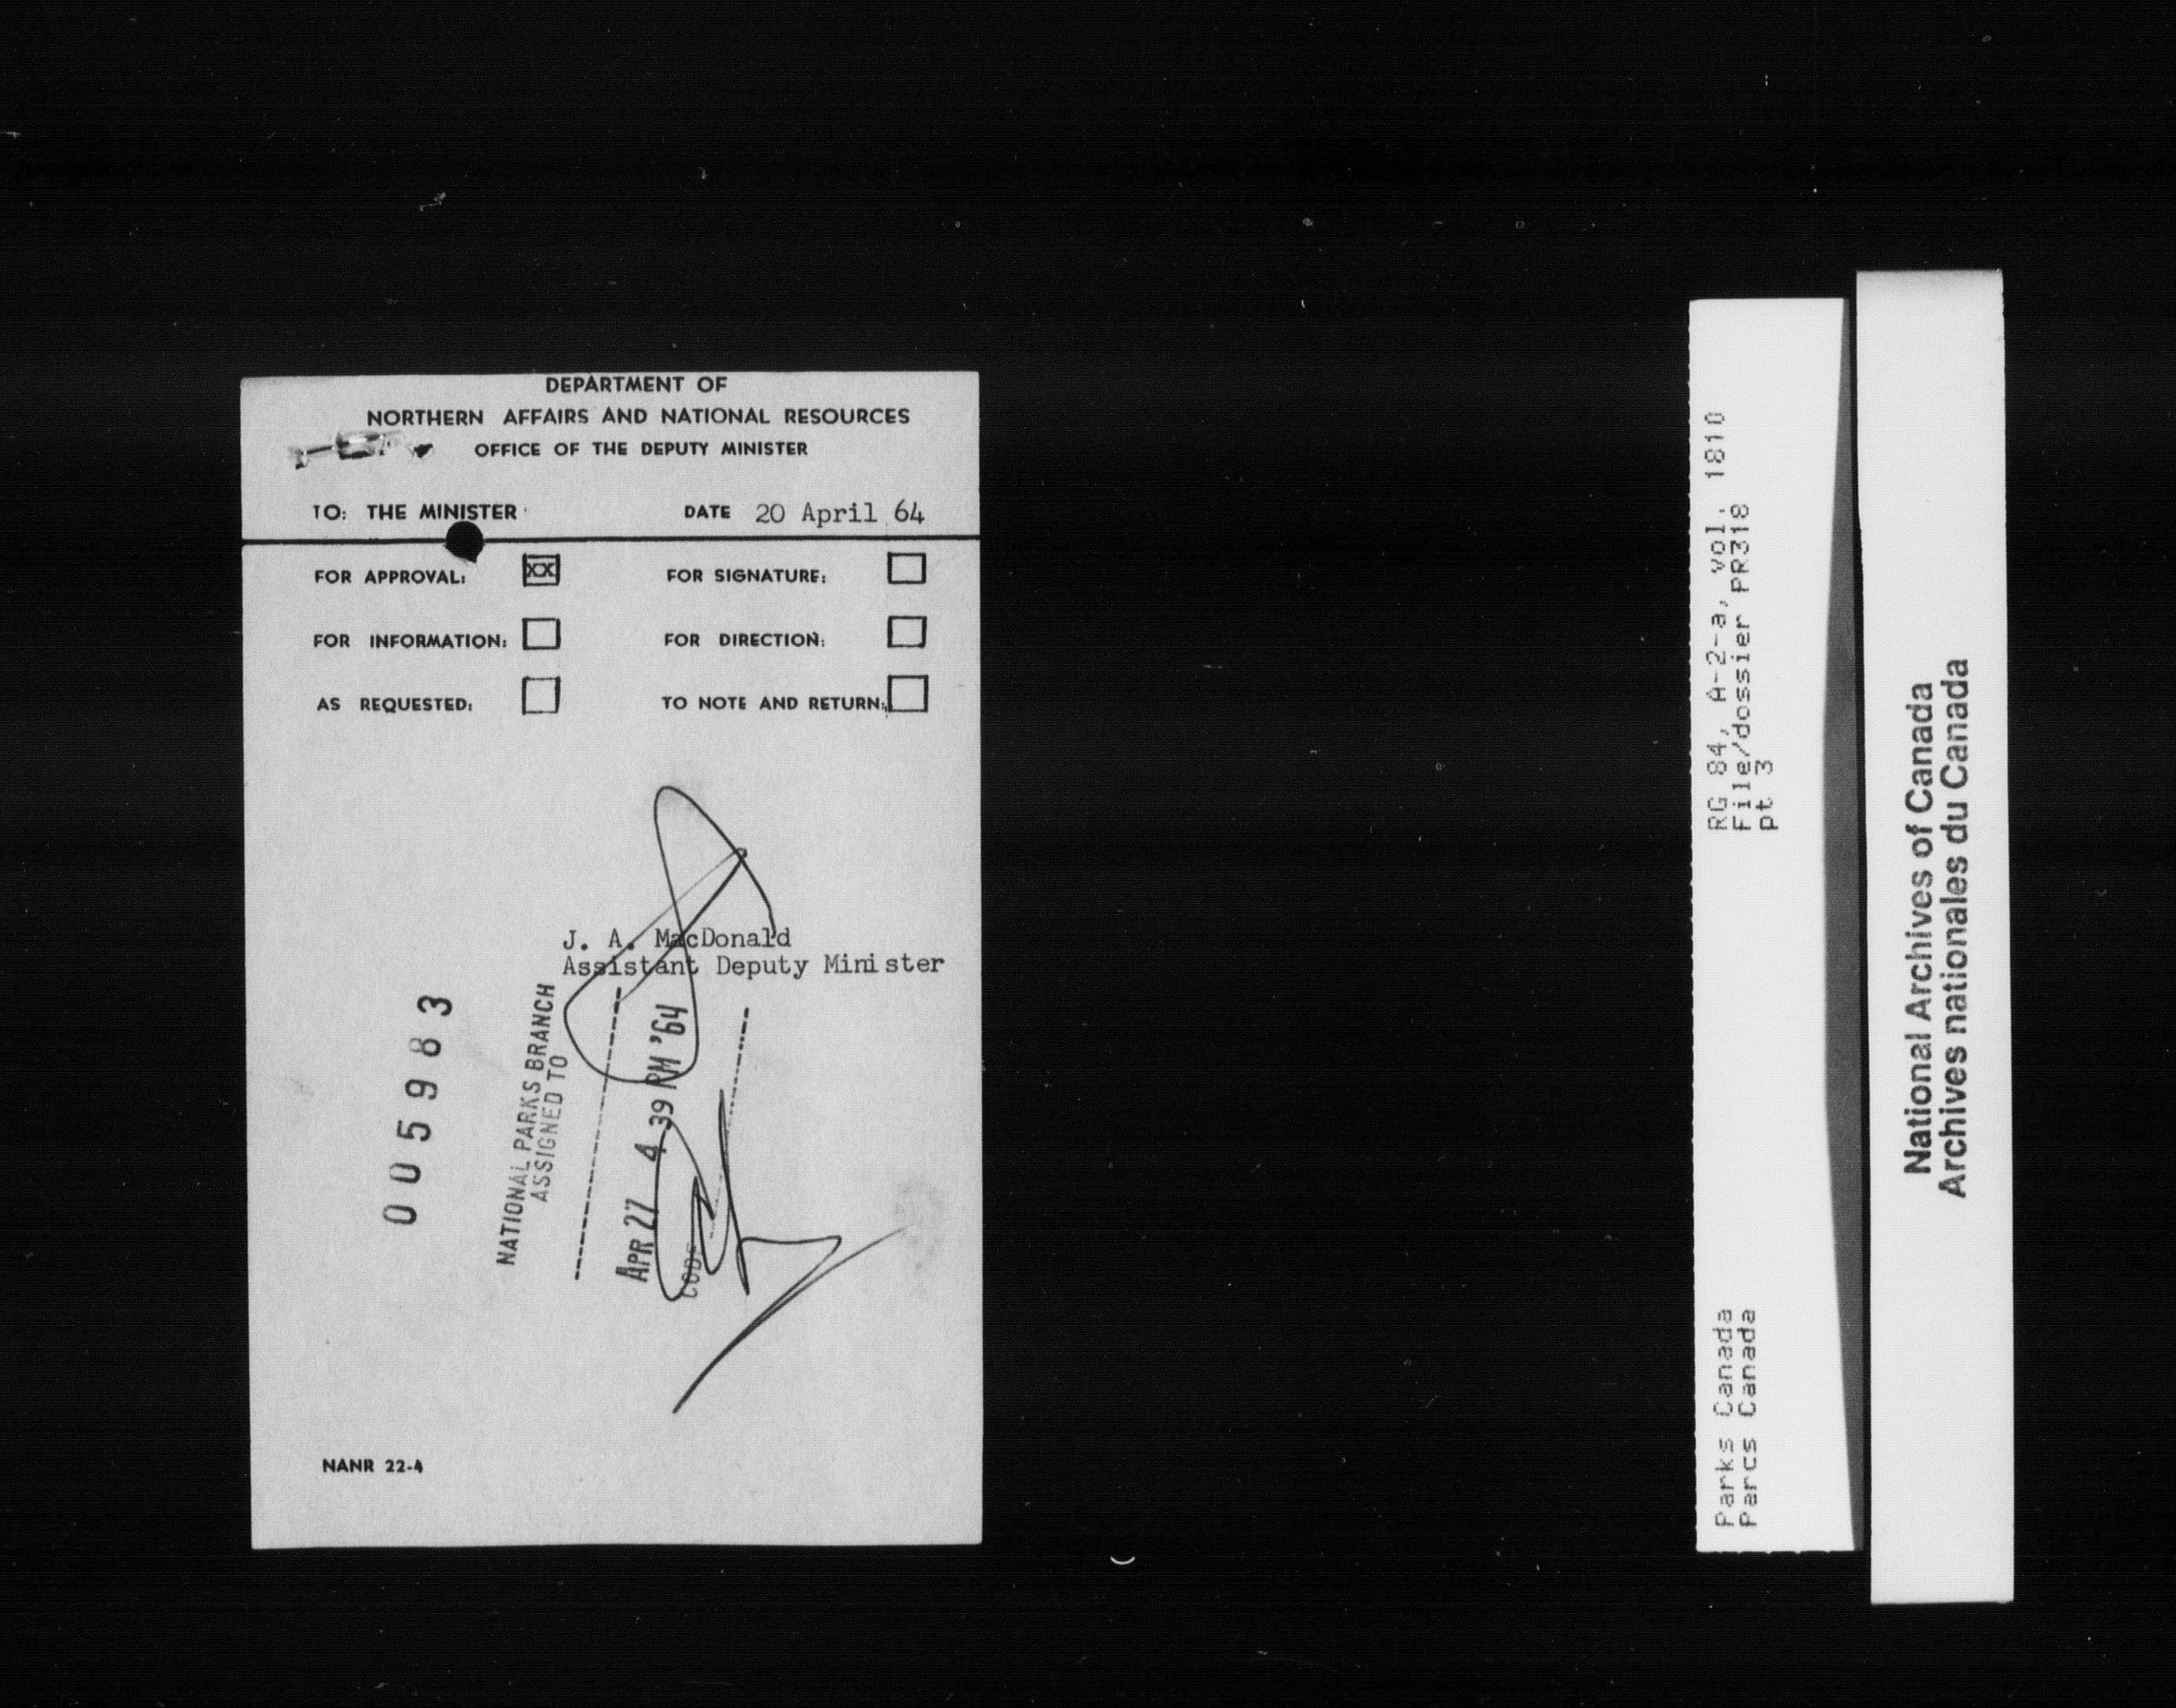 DEPARTMENT OF
NORTHERN AFFAIRS AND NATIONAL RESOURCES
OFFICE OF THE DEPUTY MINISTER
TO: THE MINISTER DATE 20 April 64
FOR APPROVAL: XX FOR SIGNATURE:
FOR INFORMATION: FOR DIRECTION:
AS REQUESTED: TO NOTE AND RETURN:
J. A. MacDonald
Assistant Deputy Minister
005983
NATIONAL PARKS BRANCH
ASSIGNED TO
APR 27 4 39 PM '64
CODE
NANR 22-4
RG 84, A-2-a, vol. 1810
File/dossier PR318
pt 3
Parks Canada
Parcs Canada
National Archives of Canada
Archives nationales du Canada